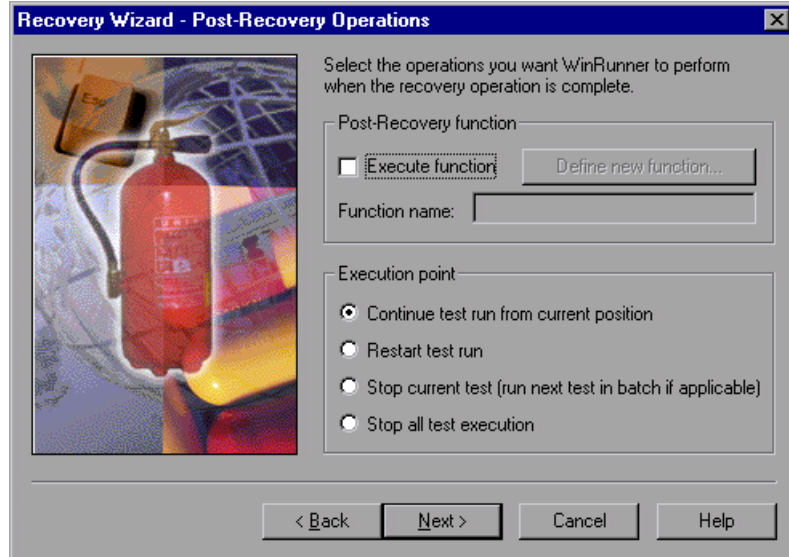 Recovery Wizard - Post-Recovery Operations
Esc
Select the operations you want WinRunner to perform
when the recovery operation is complete.
Post-Recovery function
Execute function
Define new function...
Function name:
Execution point
Continue test run from current position
Restart test run
Stop current test (run next test in batch if applicable)
Stop all test execution
< Back
Next >
Cancel
Help